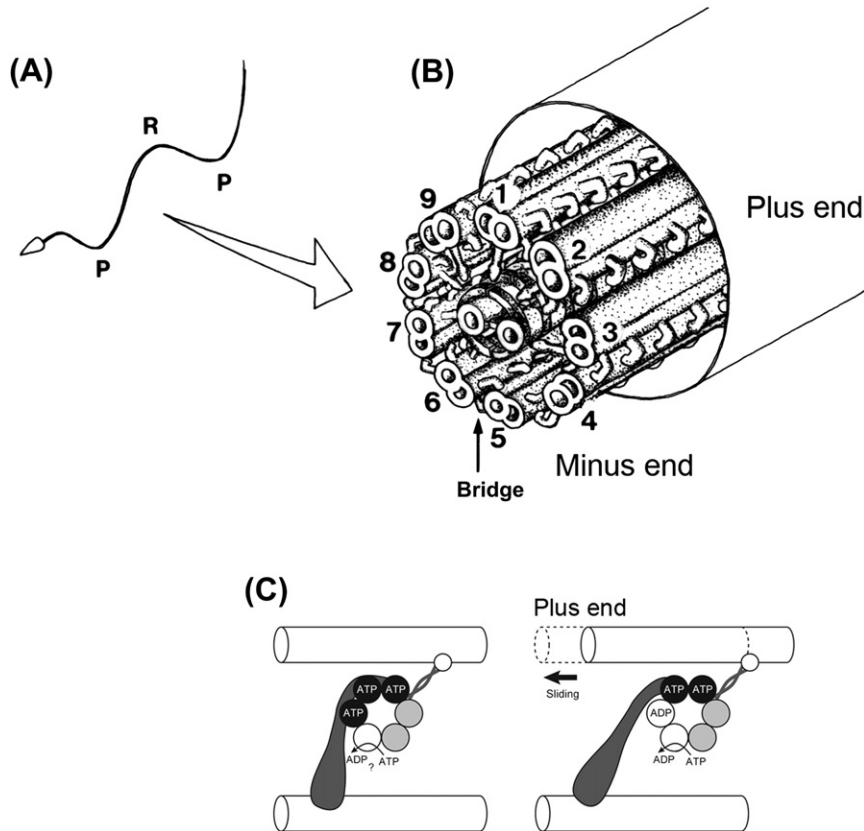 (A)
R
P
P
(B)
1
2
3
4
5
6
7
8
9
Plus end
Minus end
Bridge
(C)
ATP
ATP
ATP
ADP
?
ATP
Plus end
Sliding
ATP
ATP
ADP
ADP
ATP